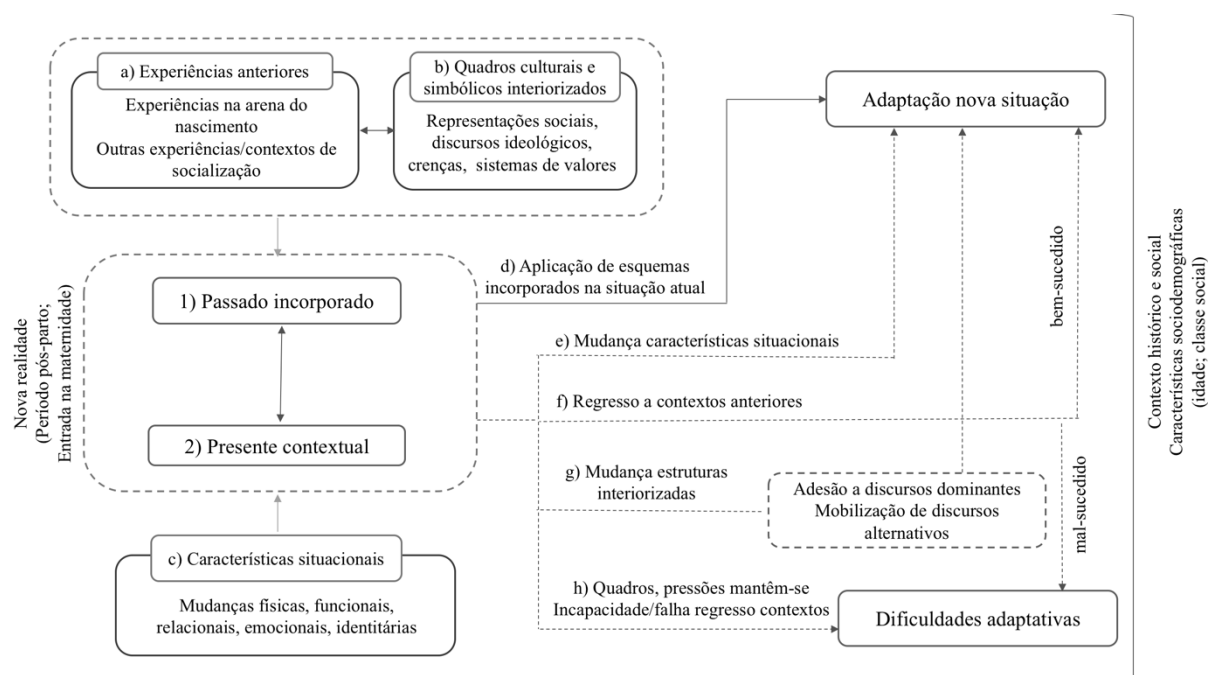 a) Experiências anteriores
Experiências na arena do
nascimento
Outras experiências/contextos de
socialização
b) Quadros culturais e
simbólicos interiorizados
Representações sociais,
discursos ideológicos,
crenças, sistemas de valores
Adaptação nova situação
Nova realidade
(Período pós-parto;
Entrada na maternidade)
1) Passado incorporado
2) Presente contextual
d) Aplicação de esquemas
incorporados na situação atual
e) Mudança características situacionais
f) Regresso a contextos anteriores
g) Mudança estruturas
interiorizadas
Adesão a discursos dominantes
Mobilização de discursos
alternativos
bem-sucedido
mal-sucedido
c) Características situacionais
Mudanças físicas, funcionais,
relacionais, emocionais, identitárias
h) Quadros, pressões mantêm-se
Incapacidade/falha regresso contextos
Dificuldades adaptativas
Contexto histórico e social
Características sociodemográficas
(idade; classe social)